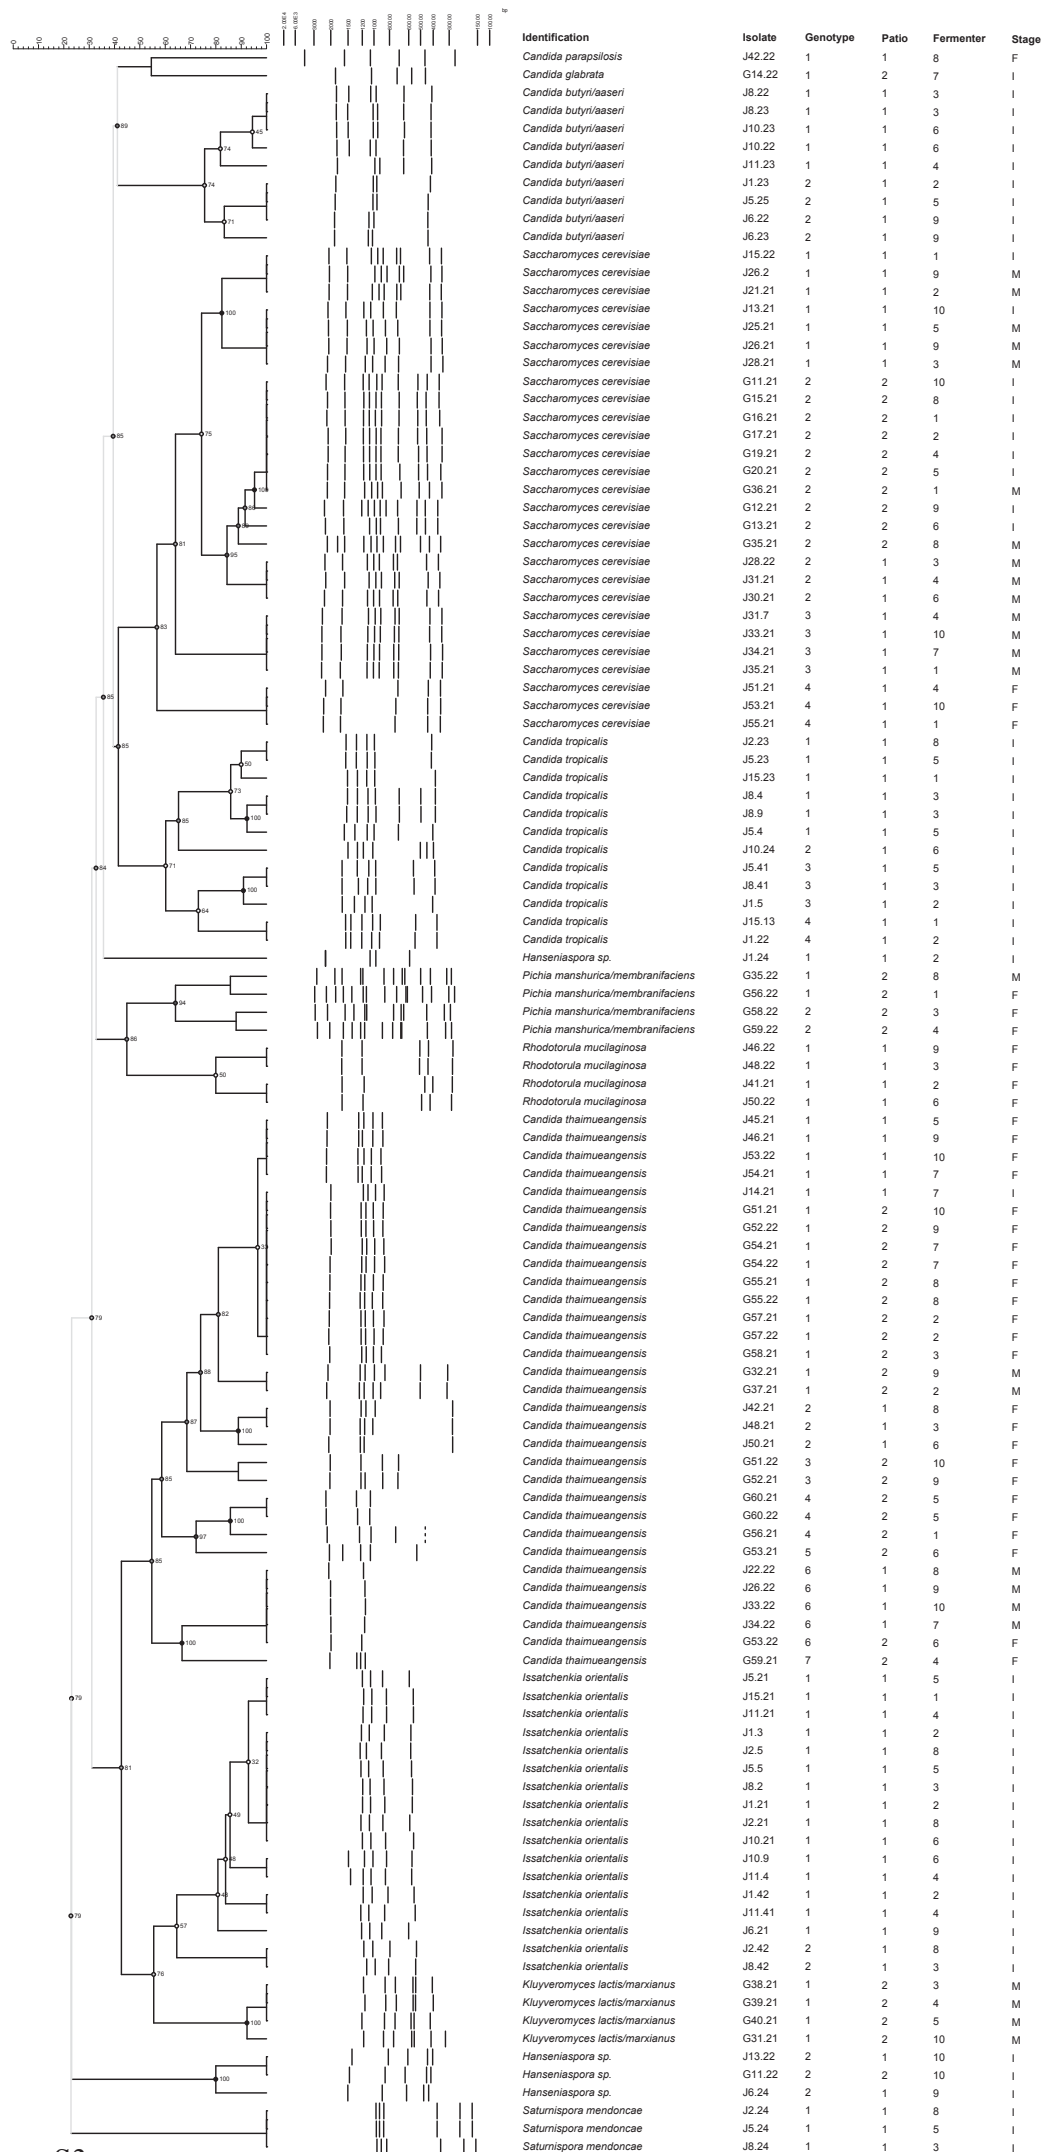 bp
Identification Isolate Genotype Patio Fermenter Stage
Candida parapsilosis J42.22 1 1 8 F
Candida glabrata G14.22 1 2 7 I
Candida butyri/aaseri J8.22 1 1 3 I
Candida butyri/aaseri J8.23 1 1 3 I
Candida butyri/aaseri J10.23 1 1 6 I
Candida butyri/aaseri J10.22 1 1 6 I
Candida butyri/aaseri J11.23 1 1 4 I
Candida butyri/aaseri J1.23 2 1 2 I
Candida butyri/aaseri J5.25 2 1 5 I
Candida butyri/aaseri J6.22 2 1 9 I
Candida butyri/aaseri J6.23 2 1 9 I
Saccharomyces cerevisiae J15.22 1 1 1 I
Saccharomyces cerevisiae J26.2 1 1 9 M
Saccharomyces cerevisiae J21.21 1 1 2 M
Saccharomyces cerevisiae J13.21 1 1 10 I
Saccharomyces cerevisiae J25.21 1 1 5 M
Saccharomyces cerevisiae J26.21 1 1 9 M
Saccharomyces cerevisiae J28.21 1 1 3 M
Saccharomyces cerevisiae G11.21 2 2 10 I
Saccharomyces cerevisiae G15.21 2 2 8 I
Saccharomyces cerevisiae G16.21 2 2 1 I
Saccharomyces cerevisiae G17.21 2 2 2 I
Saccharomyces cerevisiae G19.21 2 2 4 I
Saccharomyces cerevisiae G20.21 2 2 5 I
Saccharomyces cerevisiae G36.21 2 2 1 M
Saccharomyces cerevisiae G12.21 2 2 9 I
Saccharomyces cerevisiae G13.21 2 2 6 I
Saccharomyces cerevisiae G35.21 2 2 8 M
Saccharomyces cerevisiae J28.22 2 1 3 M
Saccharomyces cerevisiae J31.21 2 1 4 M
Saccharomyces cerevisiae J30.21 2 1 6 M
Saccharomyces cerevisiae J31.7 3 1 4 M
Saccharomyces cerevisiae J33.21 3 1 10 M
Saccharomyces cerevisiae J34.21 3 1 7 M
Saccharomyces cerevisiae J35.21 3 1 1 M
Saccharomyces cerevisiae J51.21 4 1 4 F
Saccharomyces cerevisiae J53.21 4 1 10 F
Saccharomyces cerevisiae J55.21 4 1 1 F
Candida tropicalis J2.23 1 1 8 I
Candida tropicalis J5.23 1 1 5 I
Candida tropicalis J15.23 1 1 1 I
Candida tropicalis J8.4 1 1 3 I
Candida tropicalis J8.9 1 1 3 I
Candida tropicalis J5.4 1 1 5 I
Candida tropicalis J10.24 2 1 6 I
Candida tropicalis J5.41 3 1 5 I
Candida tropicalis J8.41 3 1 3 I
Candida tropicalis J1.5 3 1 2 I
Candida tropicalis J15.13 4 1 1 I
Candida tropicalis J1.22 4 1 2 I
Hanseniaspora sp. J1.24 1 1 2 I
Pichia manshurica/membranifaciens G35.22 1 2 8 M
Pichia manshurica/membranifaciens G56.22 1 2 1 F
Pichia manshurica/membranifaciens G58.22 2 2 3 F
Pichia manshurica/membranifaciens G59.22 2 2 4 F
Rhodotorula mucilaginosa J46.22 1 1 9 F
Rhodotorula mucilaginosa J48.22 1 1 3 F
Rhodotorula mucilaginosa J41.21 1 1 2 F
Rhodotorula mucilaginosa J50.22 1 1 6 F
Candida thaimueangensis J45.21 1 1 5 F
Candida thaimueangensis J46.21 1 1 9 F
Candida thaimueangensis J53.22 1 1 10 F
Candida thaimueangensis J54.21 1 1 7 F
Candida thaimueangensis J14.21 1 1 7 I
Candida thaimueangensis G51.21 1 2 10 F
Candida thaimueangensis G52.22 1 2 9 F
Candida thaimueangensis G54.21 1 2 7 F
Candida thaimueangensis G54.22 1 2 7 F
Candida thaimueangensis G55.21 1 2 8 F
Candida thaimueangensis G55.22 1 2 8 F
Candida thaimueangensis G57.21 1 2 2 F
Candida thaimueangensis G57.22 1 2 2 F
Candida thaimueangensis G58.21 1 2 3 F
Candida thaimueangensis G32.21 1 2 9 M
Candida thaimueangensis G37.21 1 2 2 M
Candida thaimueangensis J42.21 2 1 8 F
Candida thaimueangensis J48.21 2 1 3 F
Candida thaimueangensis J50.21 2 1 6 F
Candida thaimueangensis G51.22 3 2 10 F
Candida thaimueangensis G52.21 3 2 9 F
Candida thaimueangensis G60.21 4 2 5 F
Candida thaimueangensis G60.22 4 2 5 F
Candida thaimueangensis G56.21 4 2 1 F
Candida thaimueangensis G53.21 5 2 6 F
Candida thaimueangensis J22.22 6 1 8 M
Candida thaimueangensis J26.22 6 1 9 M
Candida thaimueangensis J33.22 6 1 10 M
Candida thaimueangensis J34.22 6 1 7 M
Candida thaimueangensis G53.22 6 2 6 F
Candida thaimueangensis G59.21 7 2 4 F
Issatchenkia orientalis J5.21 1 1 5 I
Issatchenkia orientalis J15.21 1 1 1 I
Issatchenkia orientalis J11.21 1 1 4 I
Issatchenkia orientalis J1.3 1 1 2 I
Issatchenkia orientalis J2.5 1 1 8 I
Issatchenkia orientalis J5.5 1 1 5 I
Issatchenkia orientalis J8.2 1 1 3 I
Issatchenkia orientalis J1.21 1 1 2 I
Issatchenkia orientalis J2.21 1 1 8 I
Issatchenkia orientalis J10.21 1 1 6 I
Issatchenkia orientalis J10.9 1 1 6 I
Issatchenkia orientalis J11.4 1 1 4 I
Issatchenkia orientalis J1.42 1 1 2 I
Issatchenkia orientalis J11.41 1 1 4 I
Issatchenkia orientalis J6.21 1 1 9 I
Issatchenkia orientalis J2.42 2 1 8 I
Issatchenkia orientalis J8.42 2 1 3 I
Kluyveromyces lactis/marxianus G38.21 1 2 3 M
Kluyveromyces lactis/marxianus G39.21 1 2 4 M
Kluyveromyces lactis/marxianus G40.21 1 2 5 M
Kluyveromyces lactis/marxianus G31.21 1 2 10 M
Hanseniaspora sp. J13.22 2 1 10 I
Hanseniaspora sp. G11.22 2 2 10 I
Hanseniaspora sp. J6.24 2 1 9 I
Saturnispora mendoncae J2.24 1 1 8 I
Saturnispora mendoncae J5.24 1 1 5 I
Saturnispora mendoncae J8.24 1 1 3 I